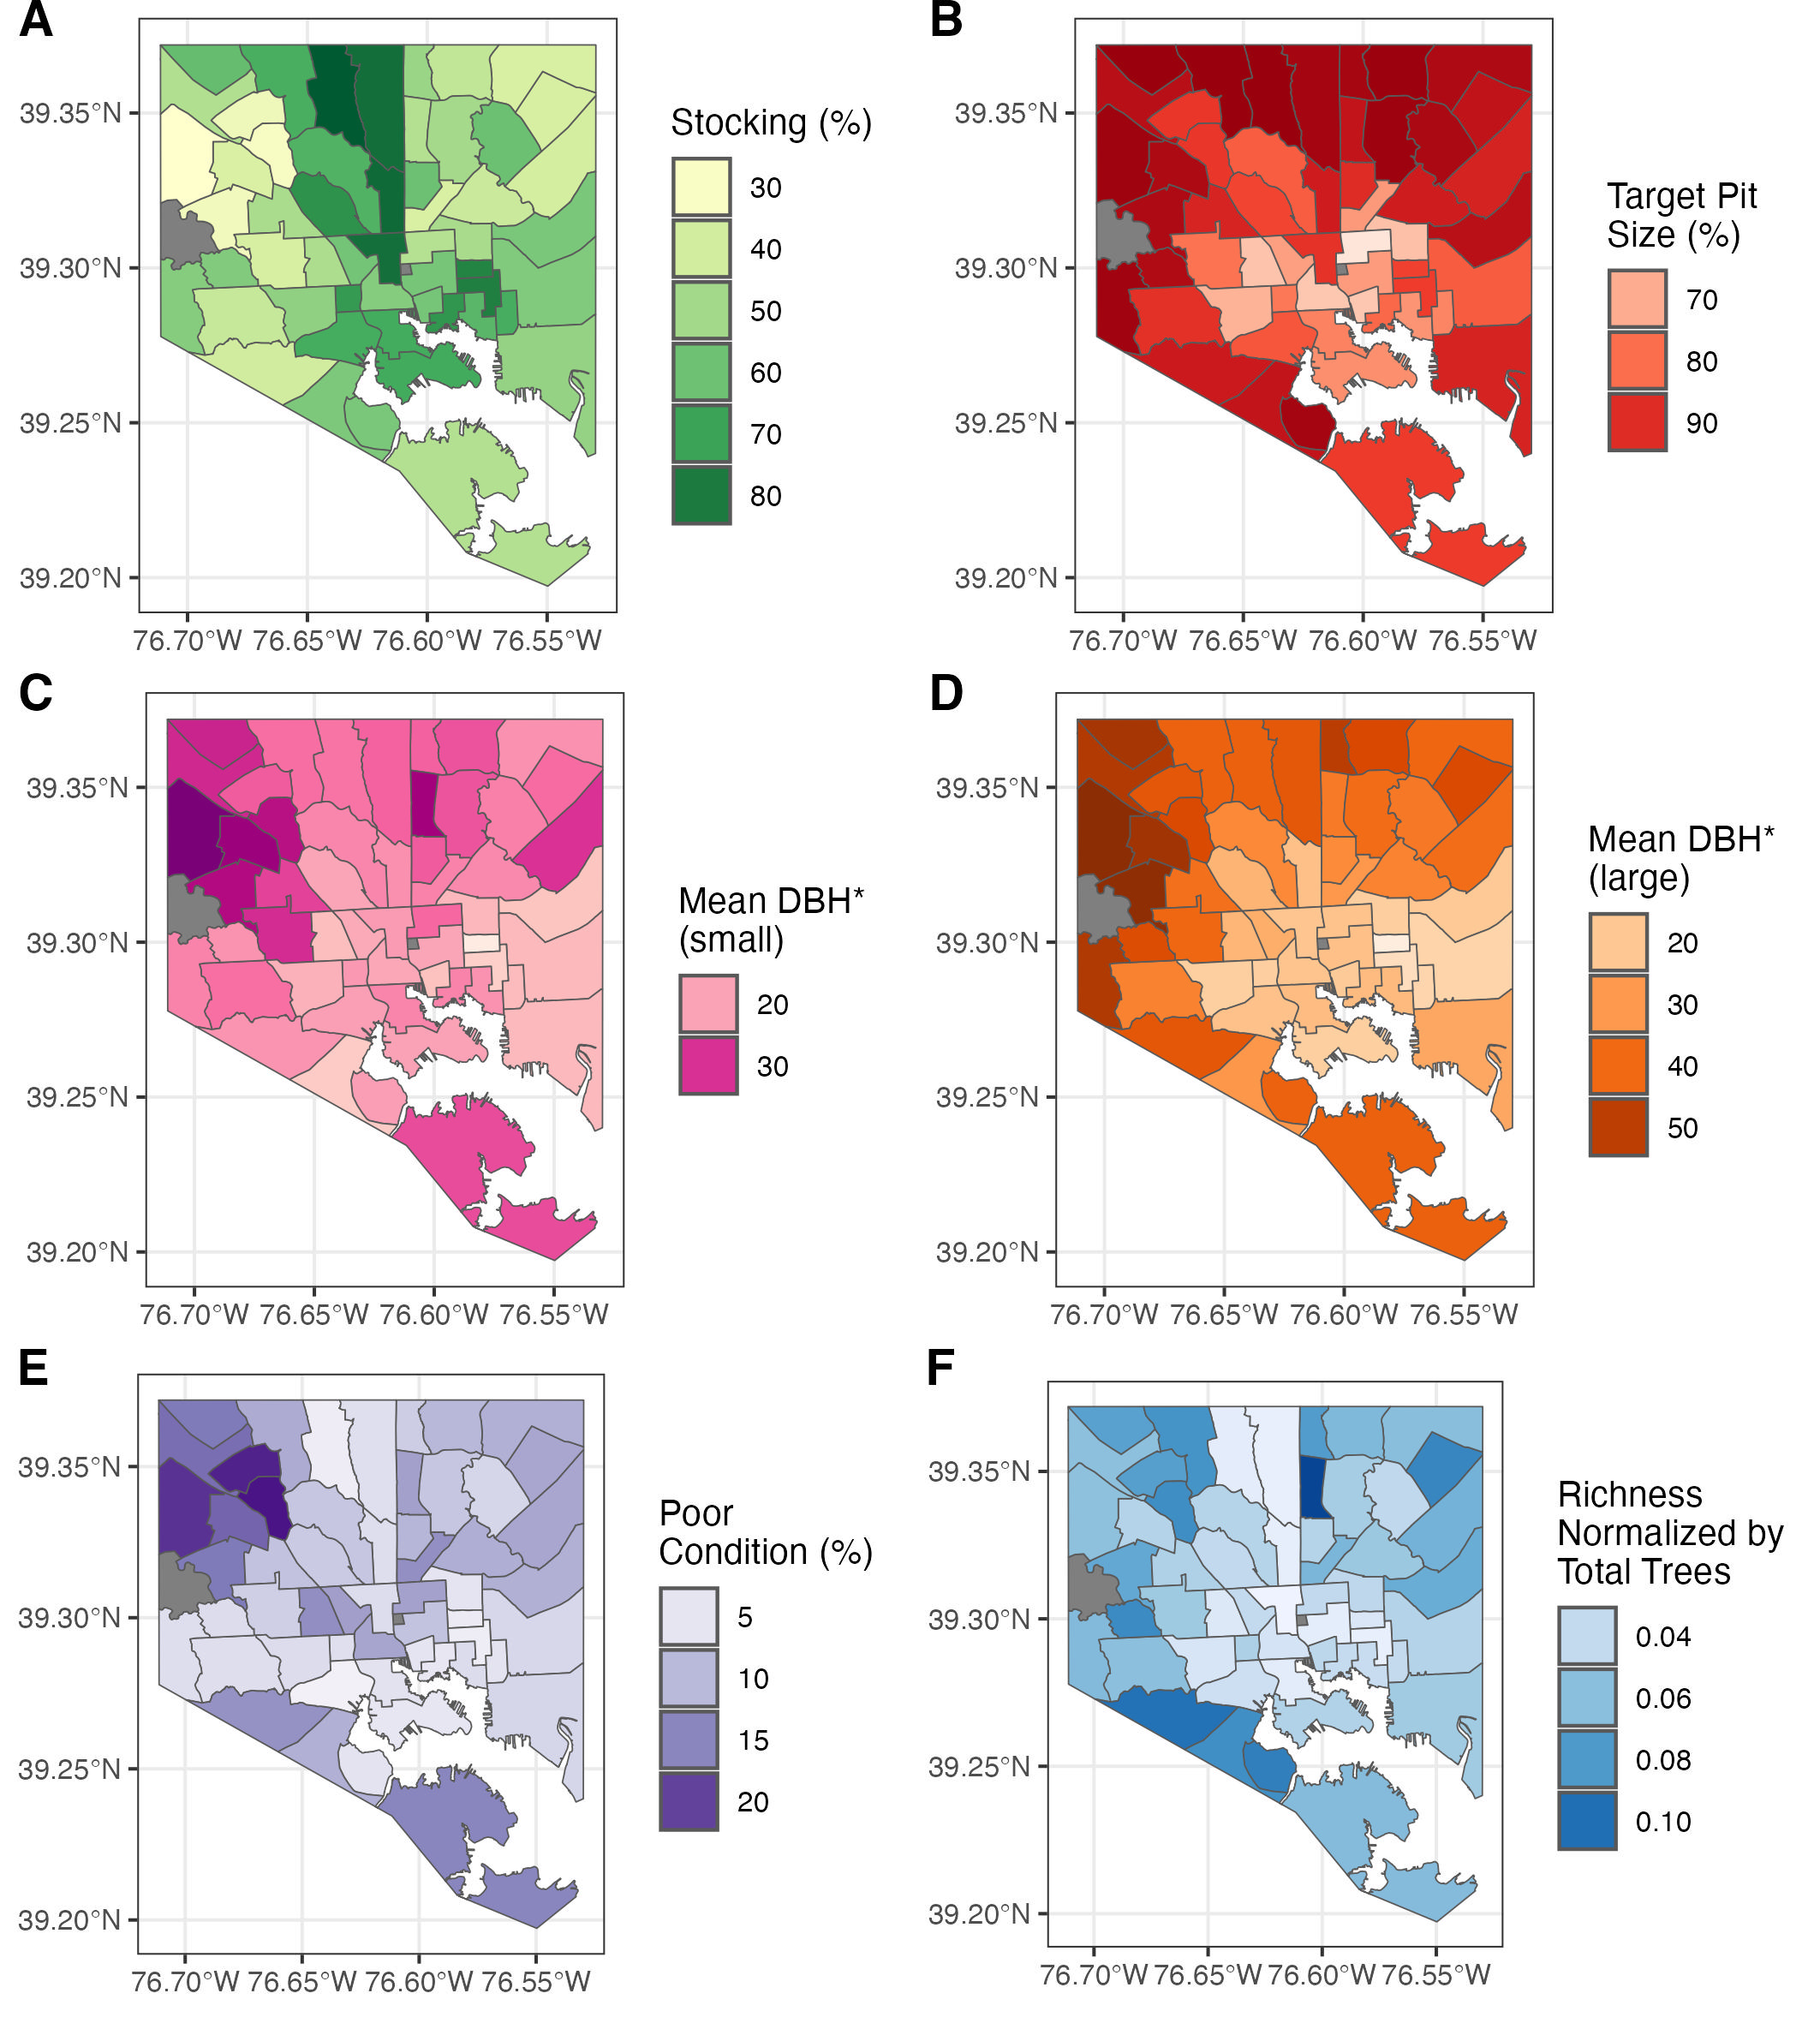 A
39.35°N
39.30°N
39.25°N
39.20°N
76.70°W 76.65°W 76.60°W 76.55°W
Stocking (%)
30
40
50
60
70
80
B
39.35°N
39.30°N
39.25°N
39.20°N
76.70°W 76.65°W 76.60°W 76.55°W
Target Pit
Size (%)
70
80
90
C
39.35°N
39.30°N
39.25°N
39.20°N
76.70°W 76.65°W 76.60°W 76.55°W
Mean DBH*
(small)
20
30
D
39.35°N
39.30°N
39.25°N
39.20°N
76.70°W 76.65°W 76.60°W 76.55°W
Mean DBH*
(large)
20
30
40
50
E
39.35°N
39.30°N
39.25°N
39.20°N
76.70°W 76.65°W 76.60°W 76.55°W
Poor
Condition (%)
5
10
15
20
F
39.35°N
39.30°N
39.25°N
39.20°N
76.70°W 76.65°W 76.60°W 76.55°W
Richness
Normalized by
Total Trees
0.04
0.06
0.08
0.10